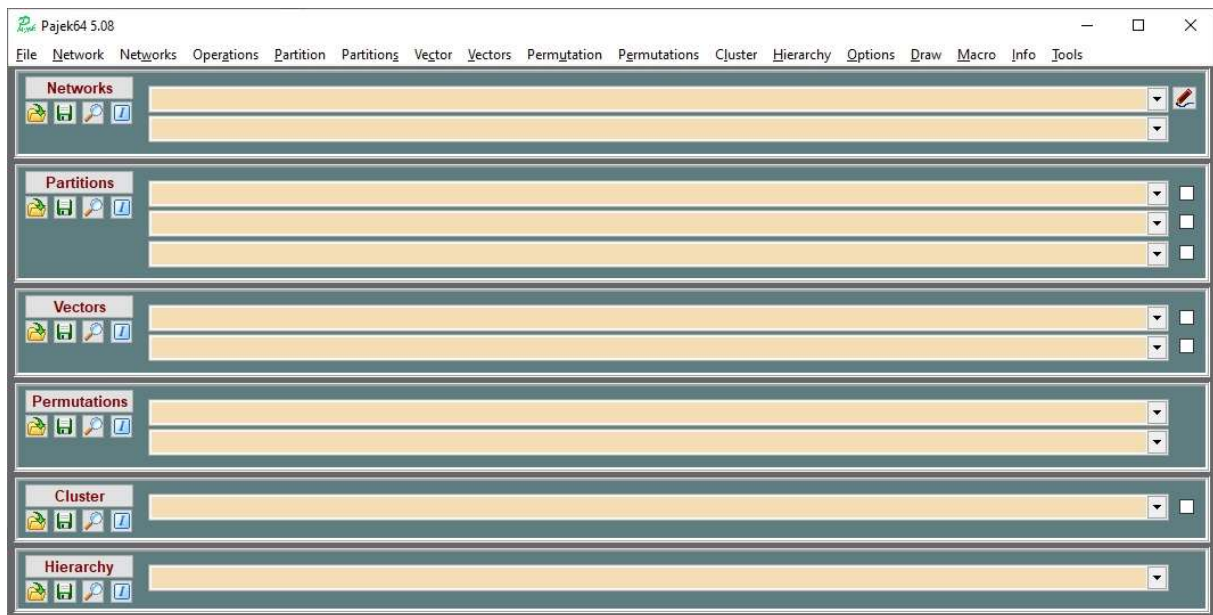 Pajek64 5.08
File Network Networks Operations Partition Partitions Vector Vectors Permutation Permutations Cluster Hierarchy Options Draw Macro Info Tools
Networks
Partitions
Vectors
Permutations
Cluster
Hierarchy